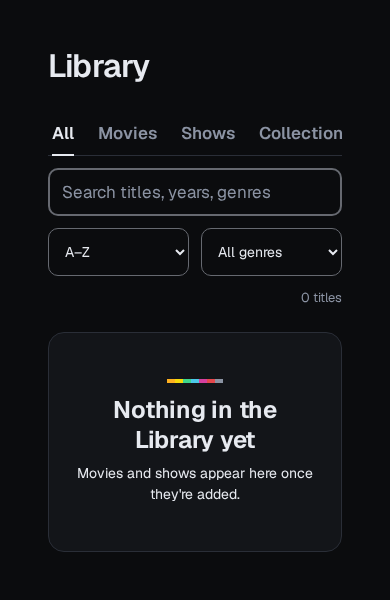 Library
All Movies Shows Collection
Search titles, years, genres
A–Z All genres
0 titles
Nothing in the
Library yet
Movies and shows appear here once
they're added.